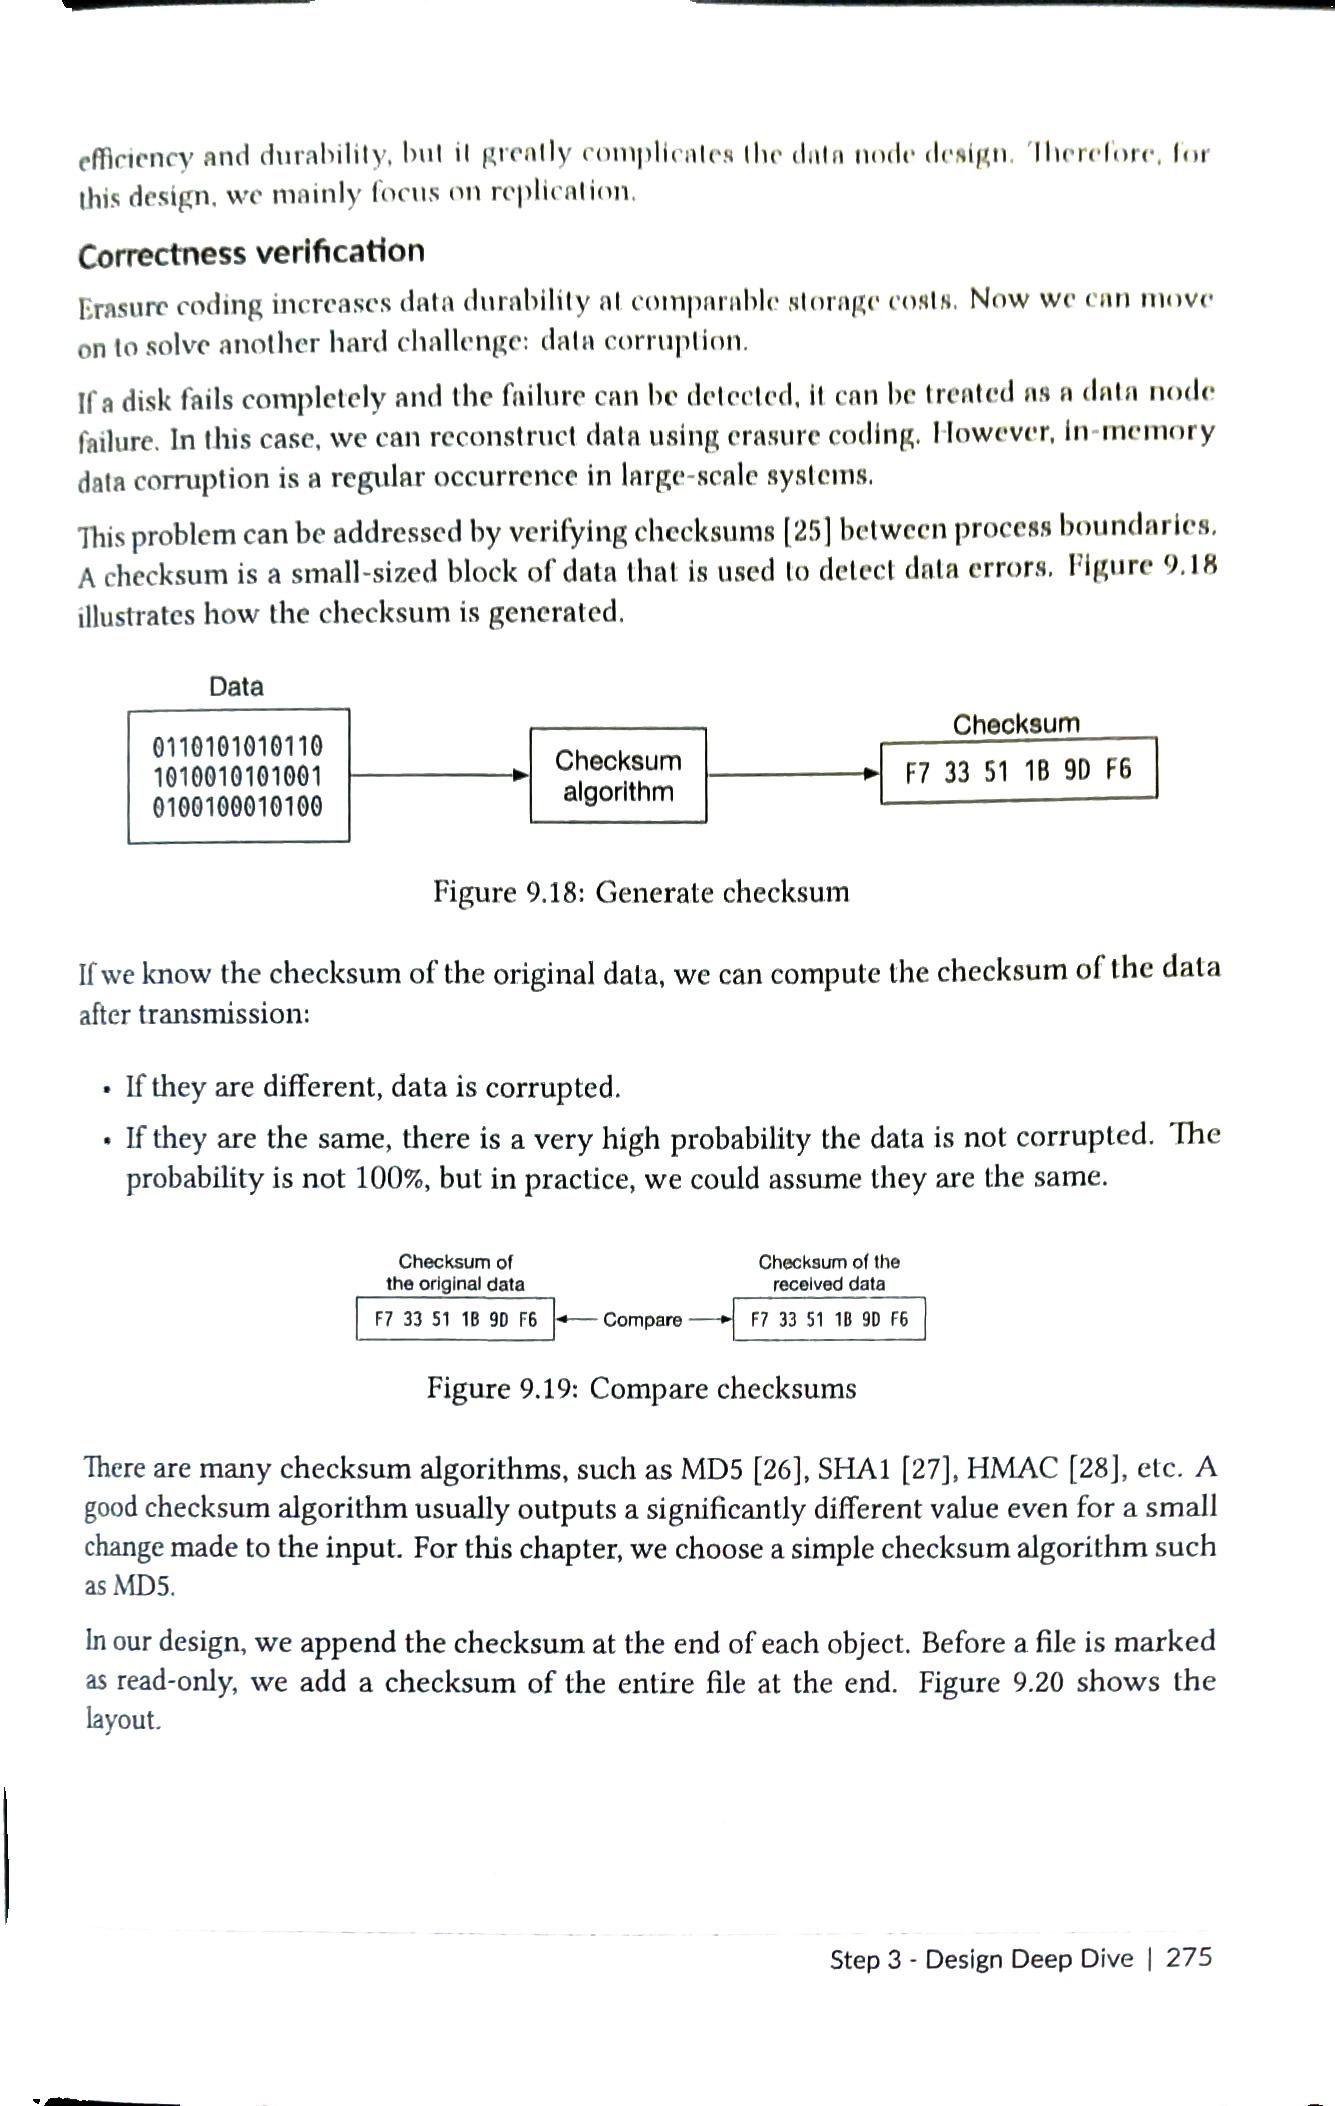 efficiency and durability, but it greatly complicates the data node design. Therefore, for
this design, we mainly focus on replication.
Correctness verification
Erasure coding increases data durability at comparable storage costs. Now we can move
on to solve another hard challenge: data corruption.
If a disk fails completely and the failure can be detected, it can be treated as a data node
failure. In this case, we can reconstruct data using erasure coding. However, in-memory
data corruption is a regular occurrence in large-scale systems.
This problem can be addressed by verifying checksums [25] between process boundaries.
A checksum is a small-sized block of data that is used to detect data errors. Figure 9.18
illustrates how the checksum is generated.
Data
0110101010110
1010010101001
0100100010100
Checksum
algorithm
Checksum
F7 33 51 1B 9D F6
Figure 9.18: Generate checksum
If we know the checksum of the original data, we can compute the checksum of the data
after transmission:
• If they are different, data is corrupted.
• If they are the same, there is a very high probability the data is not corrupted. The
probability is not 100%, but in practice, we could assume they are the same.
Checksum of
the original data
F7 33 51 1B 9D F6
Compare
Checksum of the
received data
F7 33 51 1B 9D F6
Figure 9.19: Compare checksums
There are many checksum algorithms, such as MD5 [26], SHA1 [27], HMAC [28], etc. A
good checksum algorithm usually outputs a significantly different value even for a small
change made to the input. For this chapter, we choose a simple checksum algorithm such
as MD5.
In our design, we append the checksum at the end of each object. Before a file is marked
as read-only, we add a checksum of the entire file at the end. Figure 9.20 shows the
layout.
Step 3 - Design Deep Dive | 275